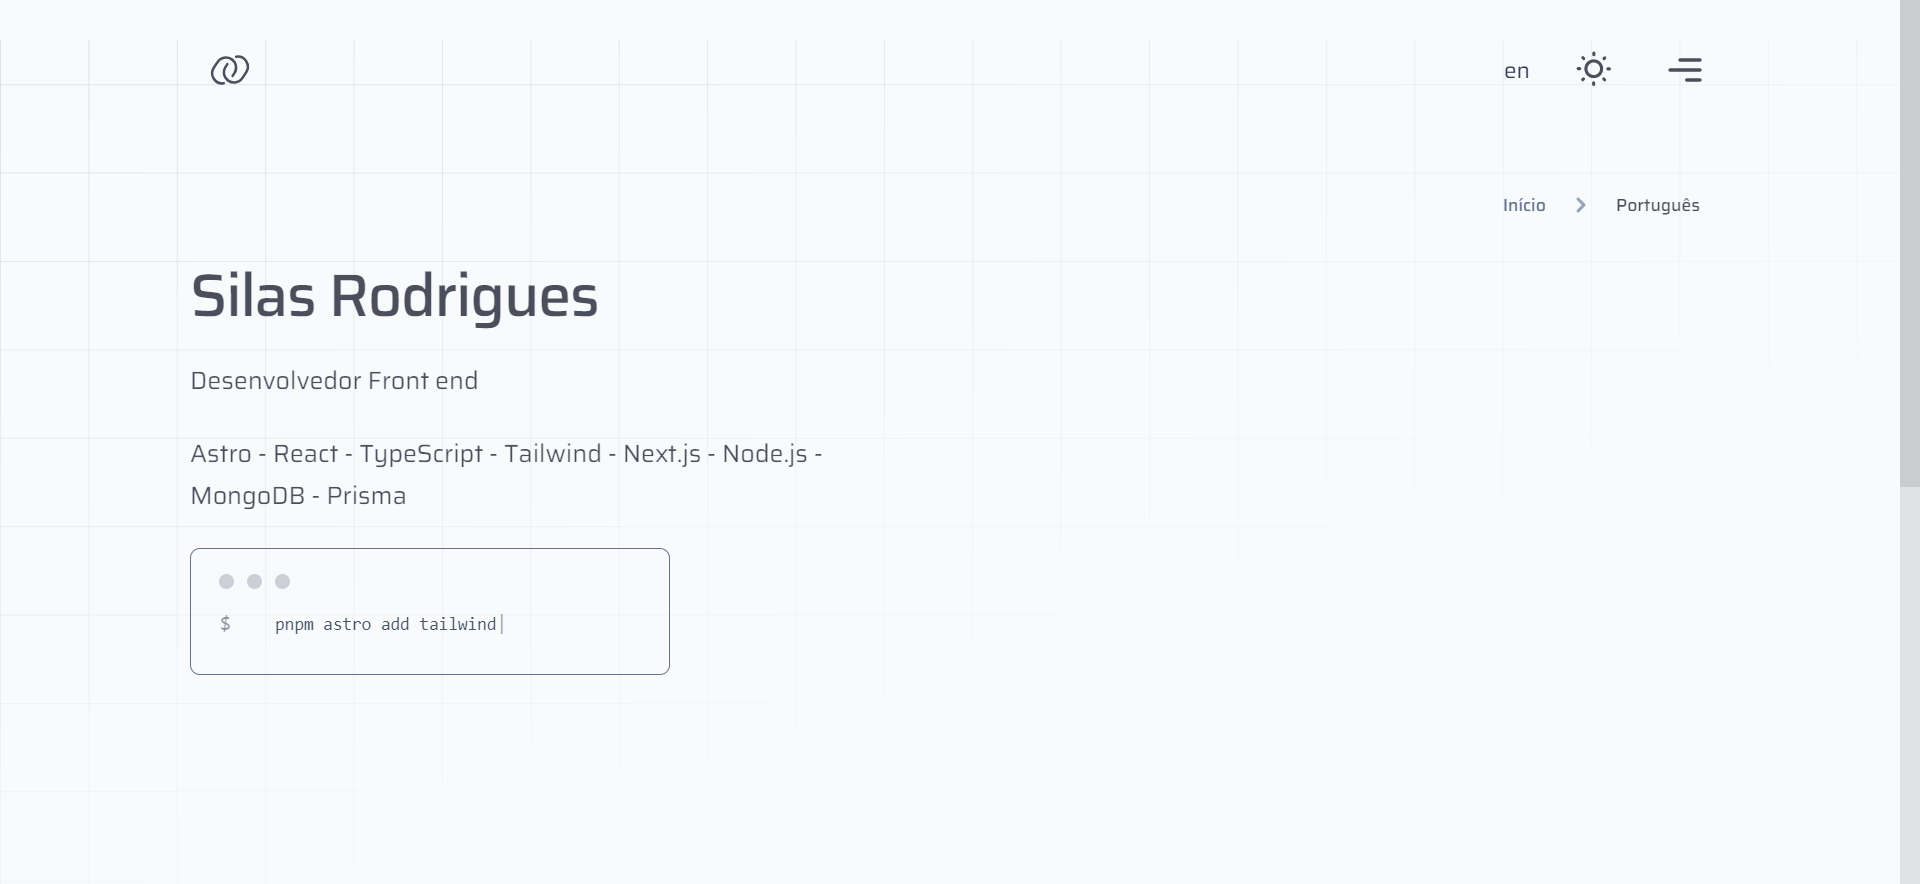 en
Início
Português
Silas Rodrigues
Desenvolvedor Front end
Astro - React - TypeScript - Tailwind - Next.js - Node.js -
MongoDB - Prisma
$ pnpm astro add tailwind